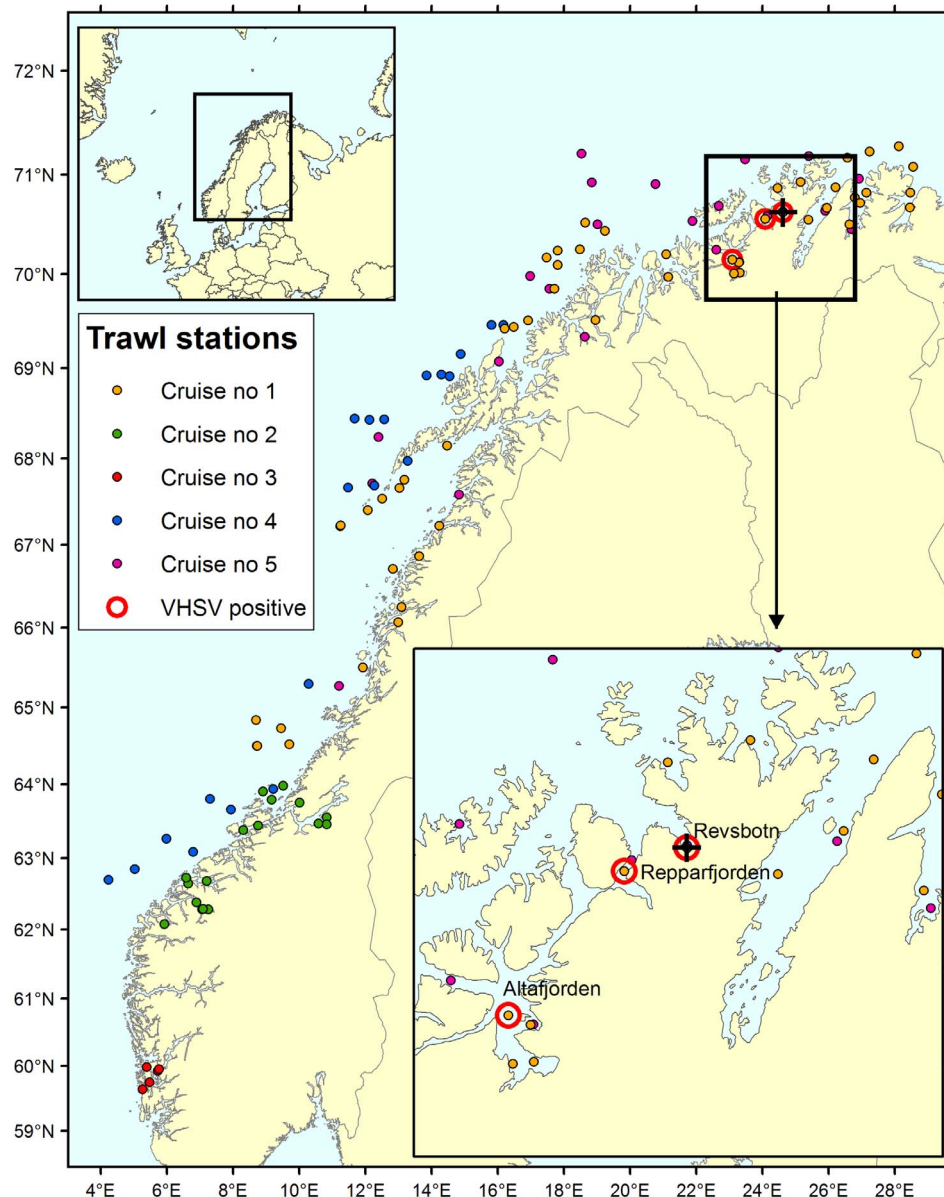 72°N
71°N
70°N
69°N
68°N
67°N
66°N
65°N
64°N
63°N
62°N
61°N
60°N
59°N
Trawl stations
Cruise no 1
Cruise no 2
Cruise no 3
Cruise no 4
Cruise no 5
VHSV positive
Revsbotn
Repparfjorden
Altafjorden
4°E 6°E 8°E 10°E 12°E 14°E 16°E 18°E 20°E 22°E 24°E 26°E 28°E